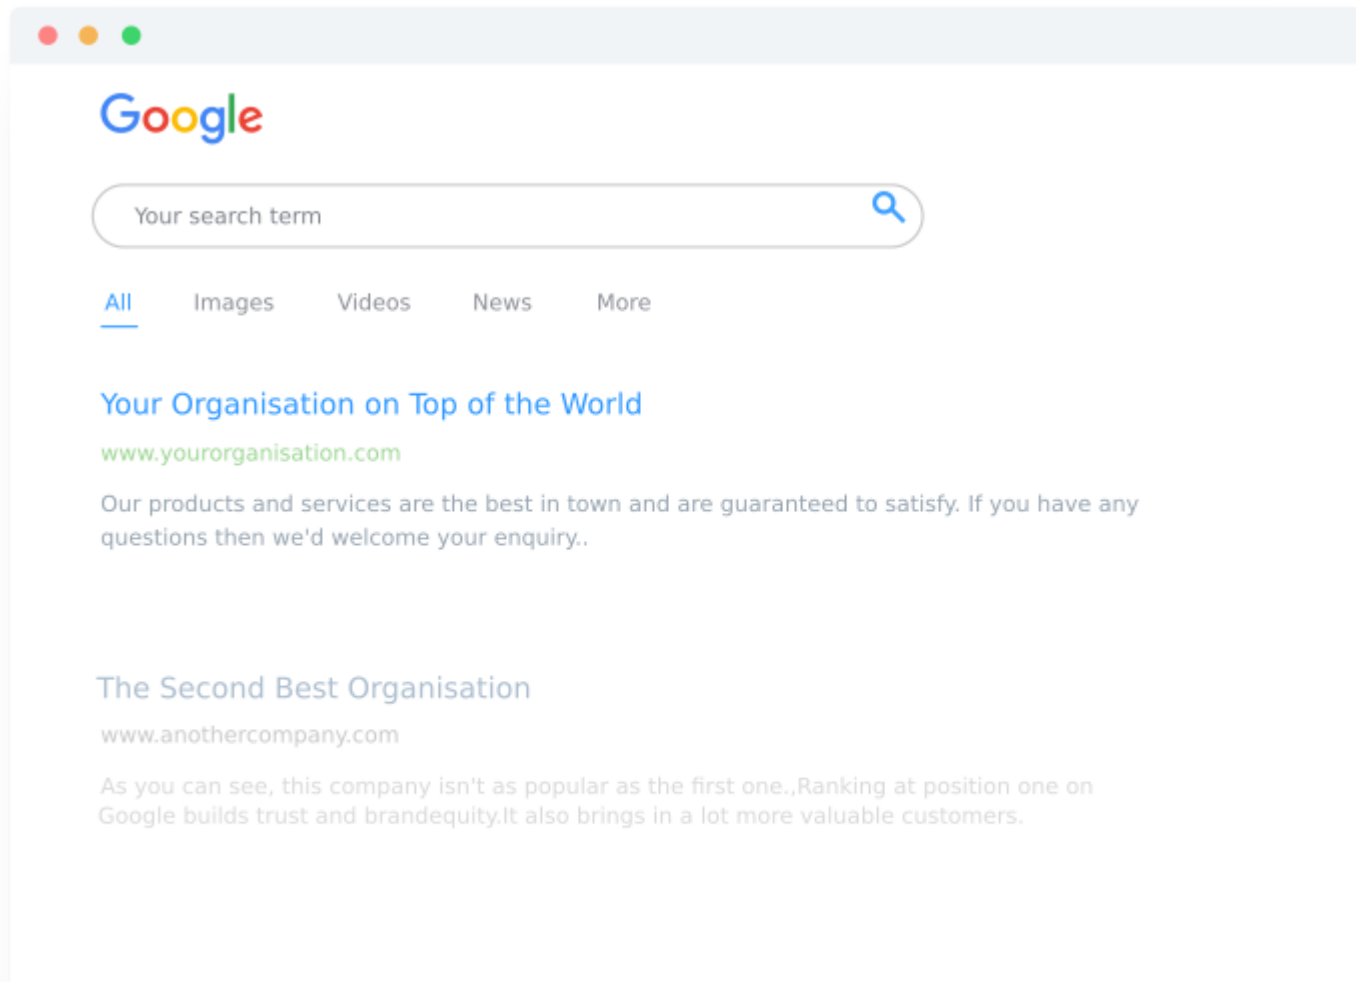 Google
Your search term
All Images Videos News More
Your Organisation on Top of the World
www.yourorganisation.com
Our products and services are the best in town and are guaranteed to satisfy. If you have any
questions then we'd welcome your enquiry..
The Second Best Organisation
www.anothercompany.com
As you can see, this company isn't as popular as the first one.,Ranking at position one on
Google builds trust and brandequity.It also brings in a lot more valuable customers.